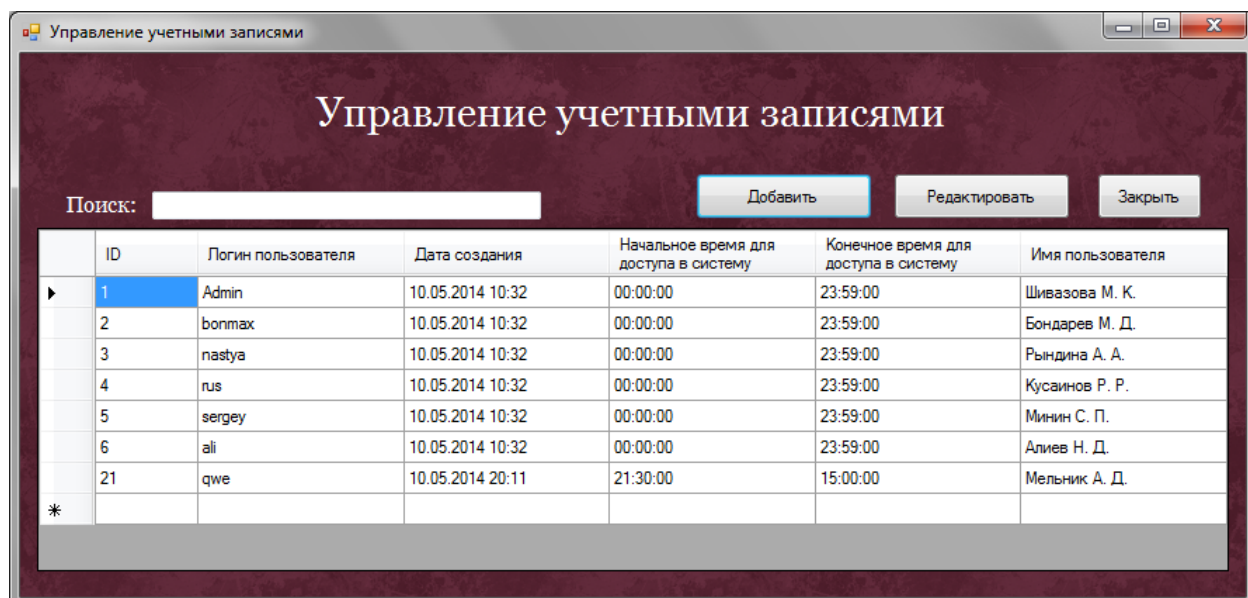 Управление учетными записями
Управление учетными записями
Поиск:
Добавить
Редактировать
Закрыть
ID Логин пользователя Дата создания Начальное время для доступа в систему Конечное время для доступа в систему Имя пользователя
1 Admin 10.05.2014 10:32 00:00:00 23:59:00 Шивазова М. К.
2 bonmax 10.05.2014 10:32 00:00:00 23:59:00 Бондарев М. Д.
3 nastya 10.05.2014 10:32 00:00:00 23:59:00 Рындина А. А.
4 rus 10.05.2014 10:32 00:00:00 23:59:00 Кусаинов Р. Р.
5 sergey 10.05.2014 10:32 00:00:00 23:59:00 Минин С. П.
6 ali 10.05.2014 10:32 00:00:00 23:59:00 Алиев Н. Д.
21 qwe 10.05.2014 20:11 21:30:00 15:00:00 Мельник А. Д.